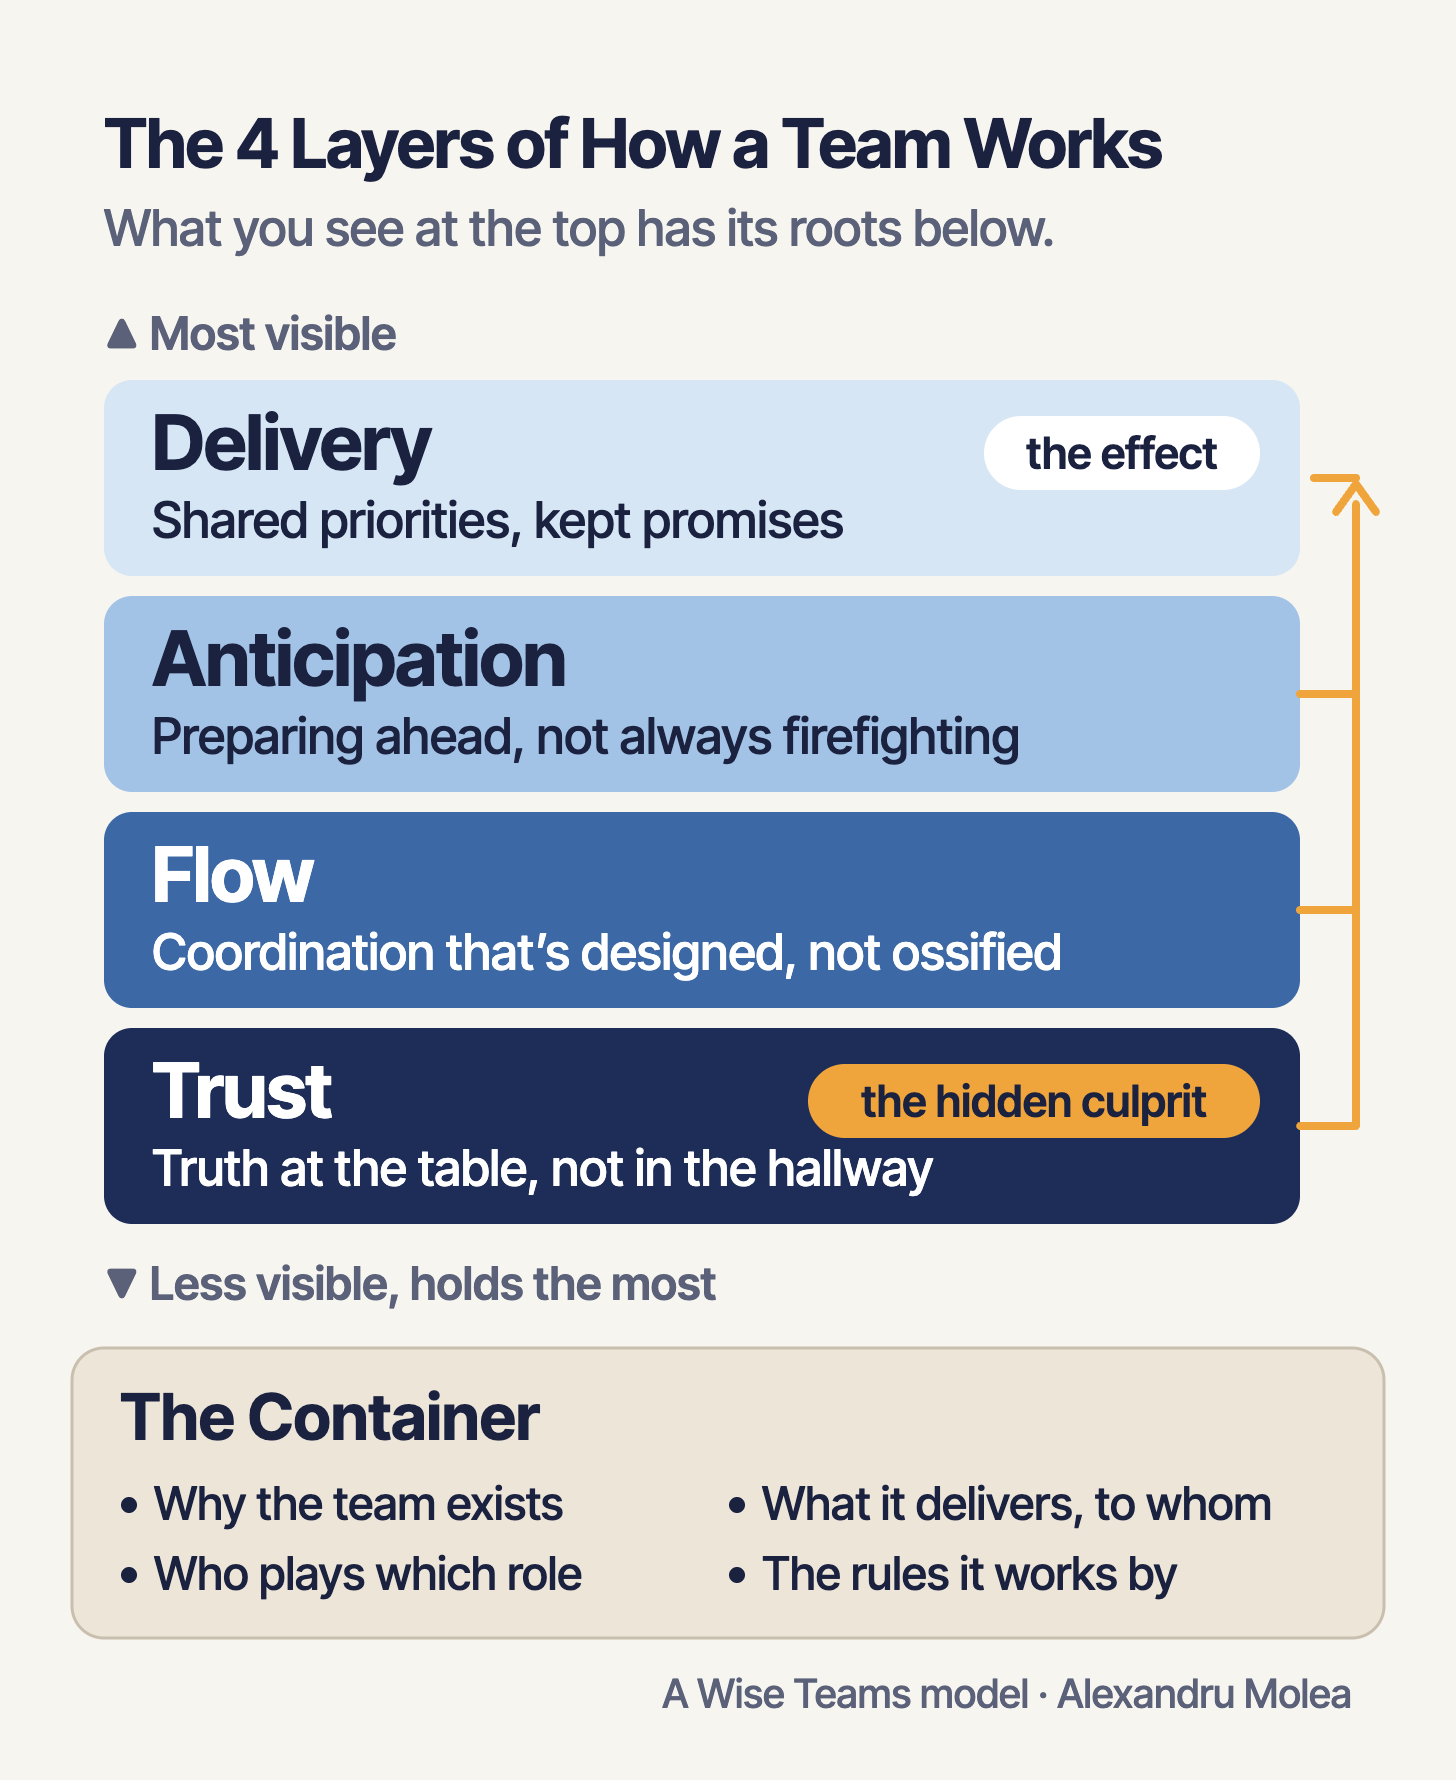 The 4 Layers of How a Team Works
What you see at the top has its roots below.
▲ Most visible
Delivery
the effect
Shared priorities, kept promises
Anticipation
Preparing ahead, not always firefighting
Flow
Coordination that’s designed, not ossified
Trust
the hidden culprit
Truth at the table, not in the hallway
▼ Less visible, holds the most
The Container
• Why the team exists
• What it delivers, to whom
• Who plays which role
• The rules it works by
A Wise Teams model · Alexandru Molea